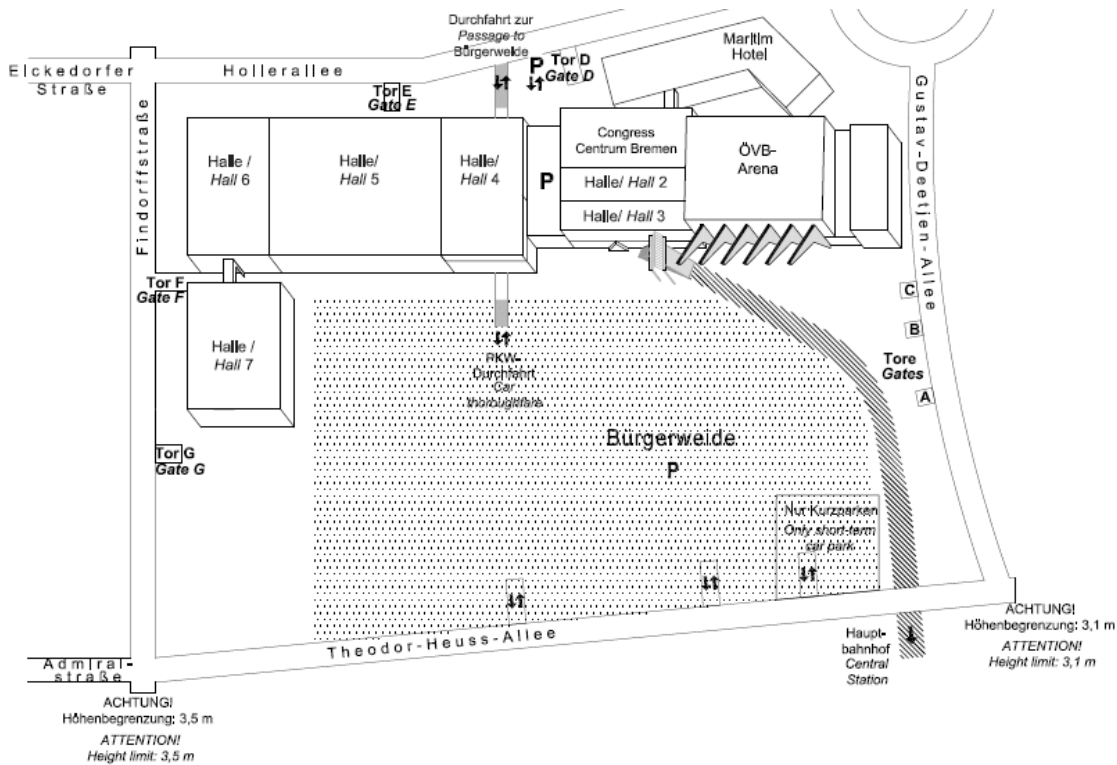 Durchfahrt zur
Passage to
Bürgerweide
P
Tor D
Gate D
Maritim
Hotel
Eickedorfer
Straße
Hollerallee
Tor E
Gate E
Findorffstraße
Gustav-Deetjen-Allee
Halle /
Hall 6
Halle/
Hall 5
Halle/
Hall 4
P
Congress
Centrum Bremen
Halle/ Hall 2
Halle/ Hall 3
ÖVB-
Arena
Tor F
Gate F
Halle /
Hall 7
C
B
Tore
Gates
A
PKW-
Durchfahrt
Car
thoroughfare
Bürgerweide
P
Tor G
Gate G
Nur Kurzparken
Only short-term
car park
Theodor-Heuss-Allee
Haupt-
bahnhof
Central
Station
ACHTUNG!
Höhenbegrenzung: 3,1 m
ATTENTION!
Height limit: 3,1 m
Admiral-
straße
ACHTUNG!
Höhenbegrenzung: 3,5 m
ATTENTION!
Height limit: 3,5 m